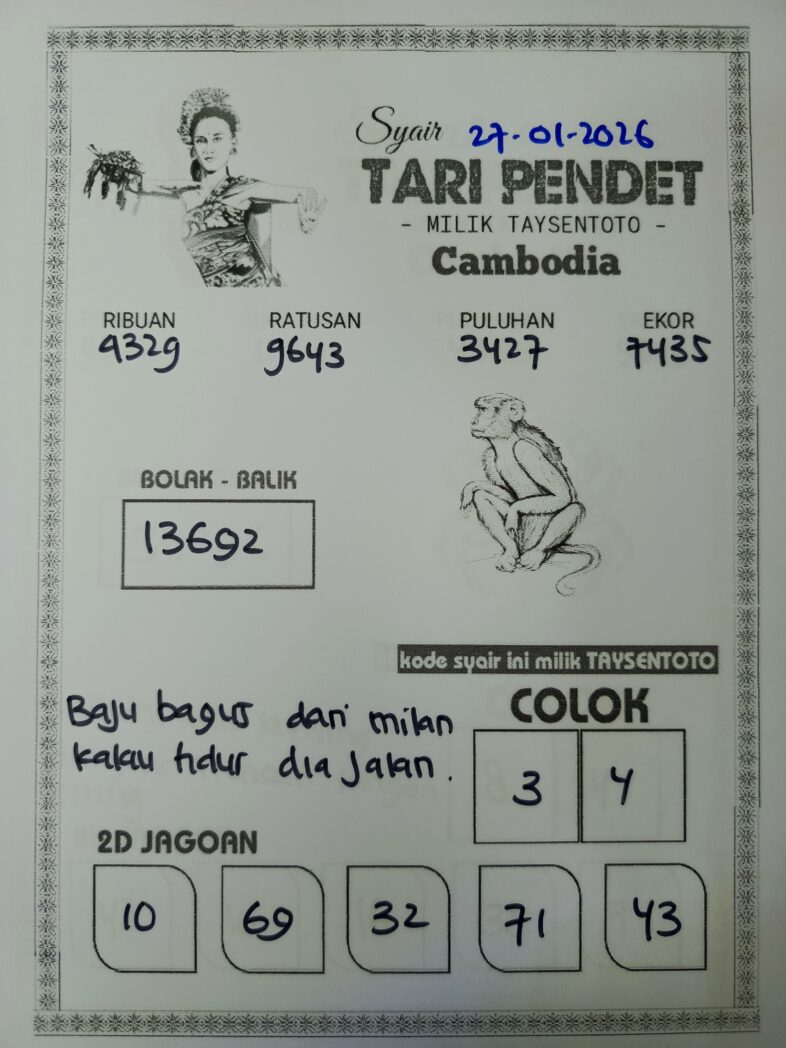 Syair 27-01-2026
TARI PENDET
- MILIK TAYSENTOTO -
Cambodia
RIBUAN RATUSAN PULUHAN EKOR
9329 9643 3427 7435
BOLAK - BALIK
13692
kode syair ini milik TAYSENTOTO
COLOK
3 4
Baju bagus dari milan
kalau tidur dia jalan.
2D JAGOAN
10 69 32 71 43